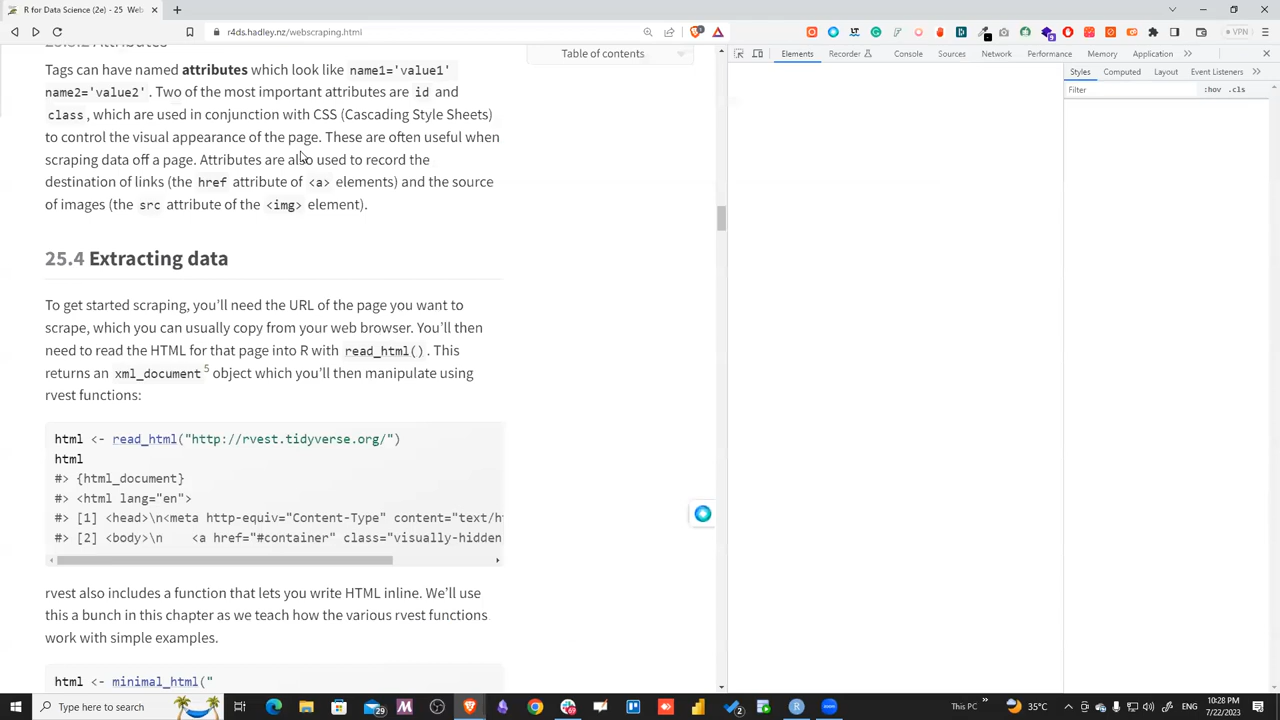 R for Data Science (2e) - 25 Web
r4ds.hadley.nz/webscraping.html
VPN
25.3.2 Attributes
Table of contents
Tags can have named attributes which look like name1='value1'
name2='value2'. Two of the most important attributes are id and
class, which are used in conjunction with CSS (Cascading Style Sheets)
to control the visual appearance of the page. These are often useful when
scraping data off a page. Attributes are also used to record the
destination of links (the href attribute of <a> elements) and the source
of images (the src attribute of the <img> element).
25.4 Extracting data
To get started scraping, you'll need the URL of the page you want to
scrape, which you can usually copy from your web browser. You'll then
need to read the HTML for that page into R with read_html(). This
returns an xml_document5 object which you'll then manipulate using
rvest functions:
html <- read_html("http://rvest.tidyverse.org/")
html
#> {html_document}
#> <html lang="en">
#> [1] <head>\n<meta http-equiv="Content-Type" content="text/h
#> [2] <body>\n    <a href="#container" class="visually-hidden
rvest also includes a function that lets you write HTML inline. We'll use
this a bunch in this chapter as we teach how the various rvest functions
work with simple examples.
html <- minimal_html("
Elements Recorder Console Sources Network Performance Memory Application
Styles Computed Layout Event Listeners
Filter :hov .cls
Type here to search
29
69
2
This PC
35°C
10:28 PM
7/22/2023